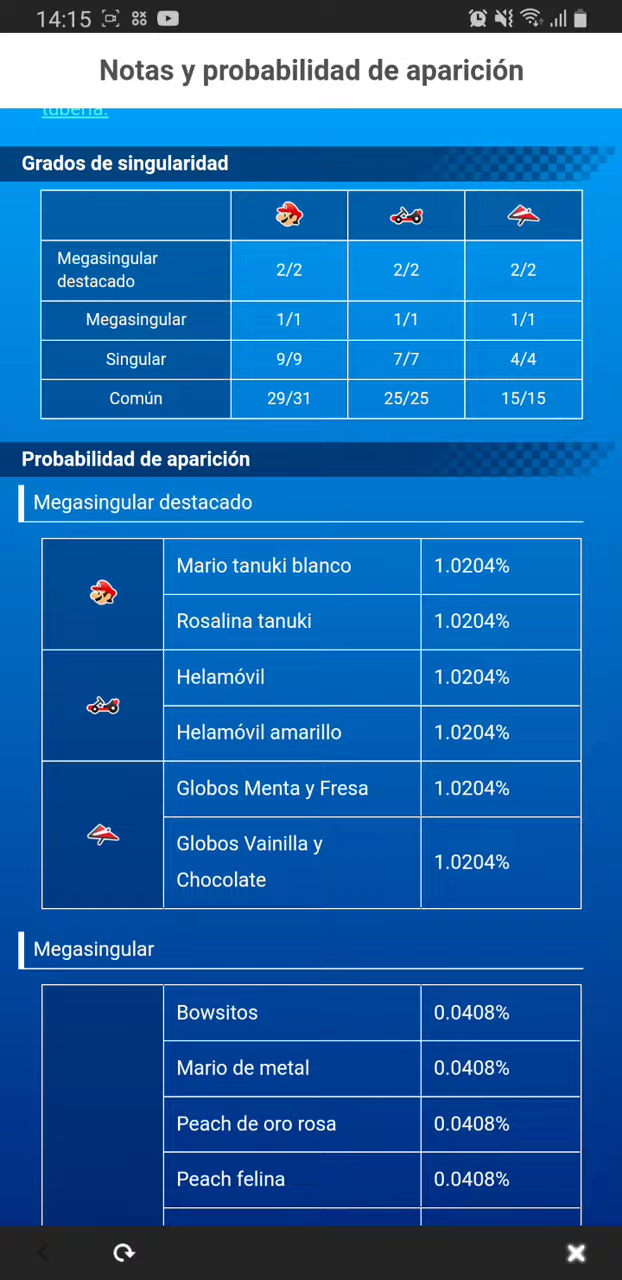 14:15
Notas y probabilidad de aparición
tubería.
Grados de singularidad
Megasingular
destacado
2/2 2/2 2/2
Megasingular 1/1 1/1 1/1
Singular 9/9 7/7 4/4
Común 29/31 25/25 15/15
Probabilidad de aparición
Megasingular destacado
Mario tanuki blanco 1.0204%
Rosalina tanuki 1.0204%
Helamóvil 1.0204%
Helamóvil amarillo 1.0204%
Globos Menta y Fresa 1.0204%
Globos Vainilla y
Chocolate
1.0204%
Megasingular
Bowsitos 0.0408%
Mario de metal 0.0408%
Peach de oro rosa 0.0408%
Peach felina 0.0408%